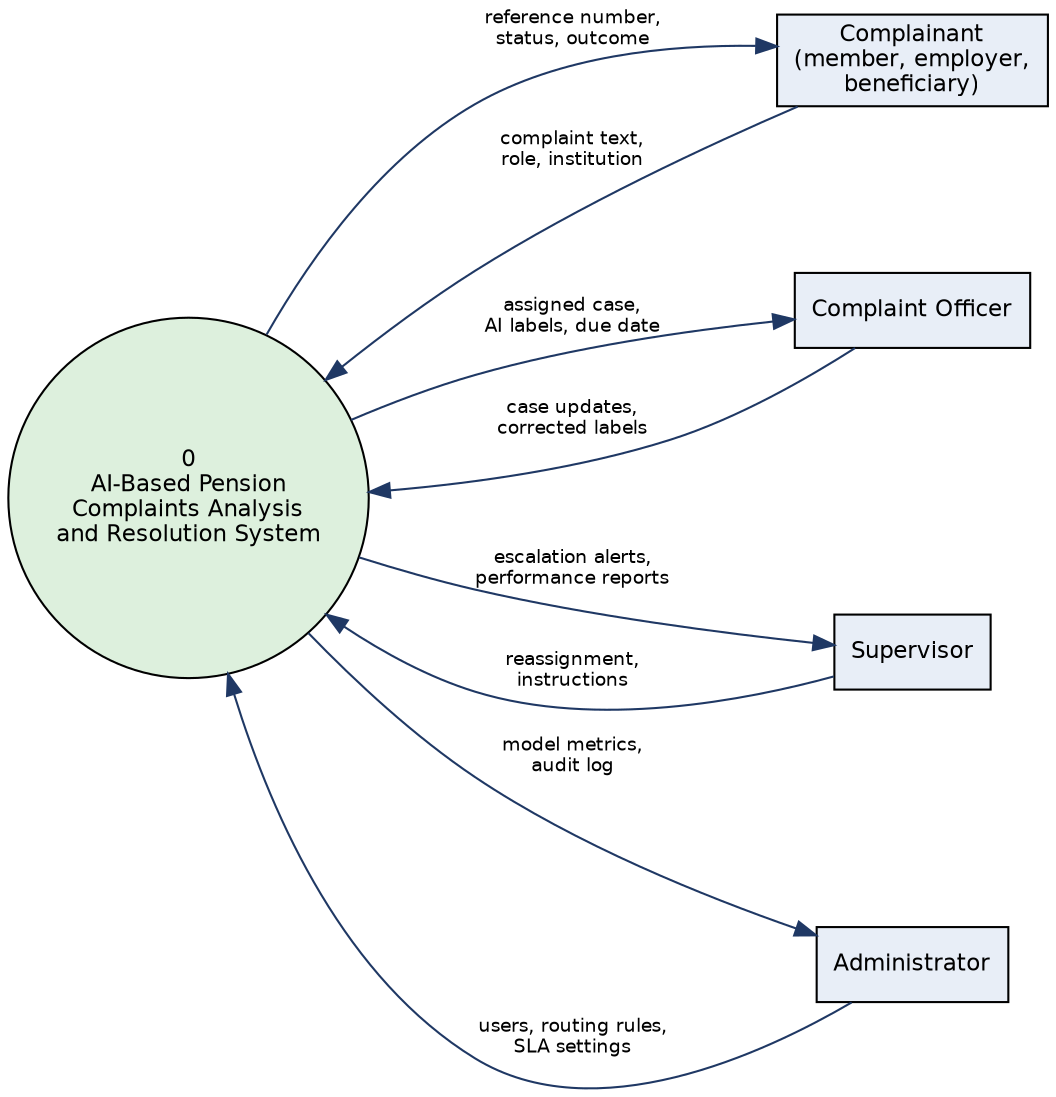 reference number,
status, outcome
Complainant
(member, employer,
beneficiary)
complaint text,
role, institution
assigned case,
AI labels, due date
Complaint Officer
case updates,
corrected labels
0
AI-Based Pension
Complaints Analysis
and Resolution System
escalation alerts,
performance reports
Supervisor
reassignment,
instructions
model metrics,
audit log
Administrator
users, routing rules,
SLA settings